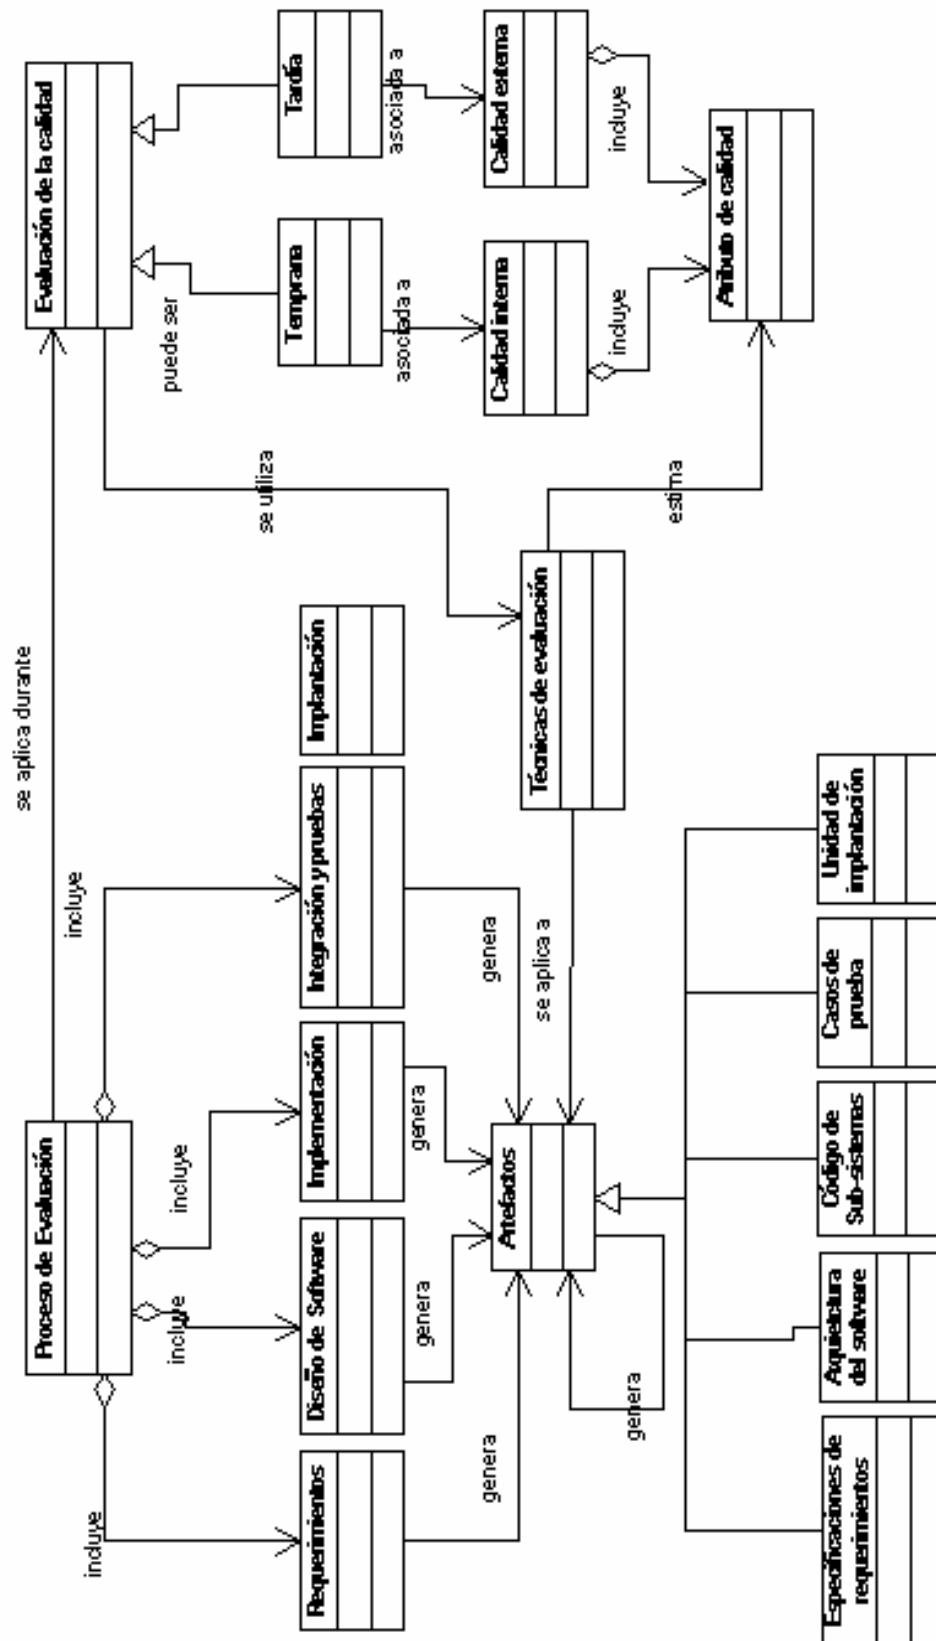 se aplica durante
Proceso de Evaluación
Evaluación de la calidad
incluye
incluye
incluye
incluye
puede ser
se utiliza
Requerimientos
Diseño de Software
Implementación
Integración y pruebas
Implantación
Temprana
Tardía
genera
genera
genera
genera
asociada a
asociada a
Artefactos
se aplica a
Técnicas de evaluación
Calidad interna
Calidad externa
genera
estima
incluye
incluye
Atributo de calidad
Especificaciones de
requerimientos
Arquietctura
del software
Código de
Sub-sistemas
Casos de
prueba
Unidad de
implantación